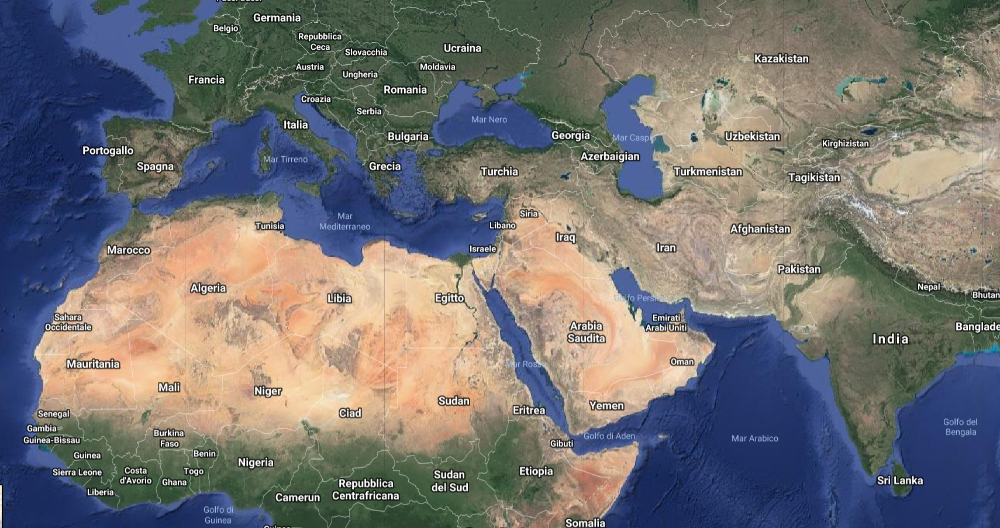 Germania
Belgio
Repubblica
Ceca
Slovacchia
Ucraina
Kazakistan
Austria
Moldavia
Ungheria
Francia
Romania
Croazia
Serbia
Mar Nero
Italia
Bulgaria
Georgia
Mar Caspio
Uzbekistan
Kirghizistan
Portogallo
Mar Tirreno
Azerbaigian
Spagna
Grecia
Turchia
Turkmenistan
Tagikistan
Siria
Mar
Mediterraneo
Tunisia
Libano
Afghanistan
Iraq
Marocco
Israele
Iran
Pakistan
Algeria
Nepal
Libia
Egitto
Golfo Persico
Bhutan
Sahara
Occidentale
Emirati
Arabi Uniti
Arabia
Saudita
Banglade
India
Mauritania
Mar Rosso
Oman
Mali
Niger
Sudan
Yemen
Senegal
Ciad
Eritrea
Gambia
Golfo del
Bengala
Guinea-Bissau
Burkina
Faso
Golfo di Aden
Mar Arabico
Gibuti
Guinea
Benin
Nigeria
Sierra Leone
Costa
d'Avorio
Togo
Etiopia
Ghana
Sudan
del Sud
Sri Lanka
Liberia
Repubblica
Centrafricana
Camerun
Golfo di
Guinea
Somalia